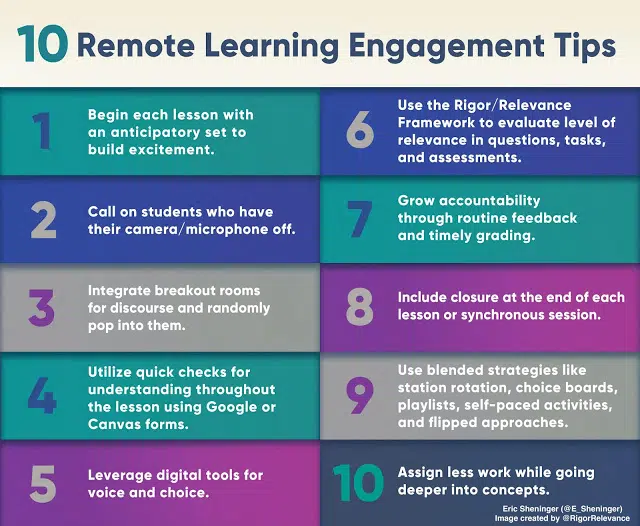 10 Remote Learning Engagement Tips
1
Begin each lesson with
an anticipatory set to
build excitement.
2
Call on students who have
their camera/microphone off.
3
Integrate breakout rooms
for discourse and randomly
pop into them.
4
Utilize quick checks for
understanding throughout
the lesson using Google or
Canvas forms.
5
Leverage digital tools for
voice and choice.
6
Use the Rigor/Relevance
Framework to evaluate level of
relevance in questions, tasks,
and assessments.
7
Grow accountability
through routine feedback
and timely grading.
8
Include closure at the end of each
lesson or synchronous session.
9
Use blended strategies like
station rotation, choice boards,
playlists, self-paced activities,
and flipped approaches.
10
Assign less work while going
deeper into concepts.
Eric Sheninger (@E_Sheninger)
Image created by @RigorRelevance